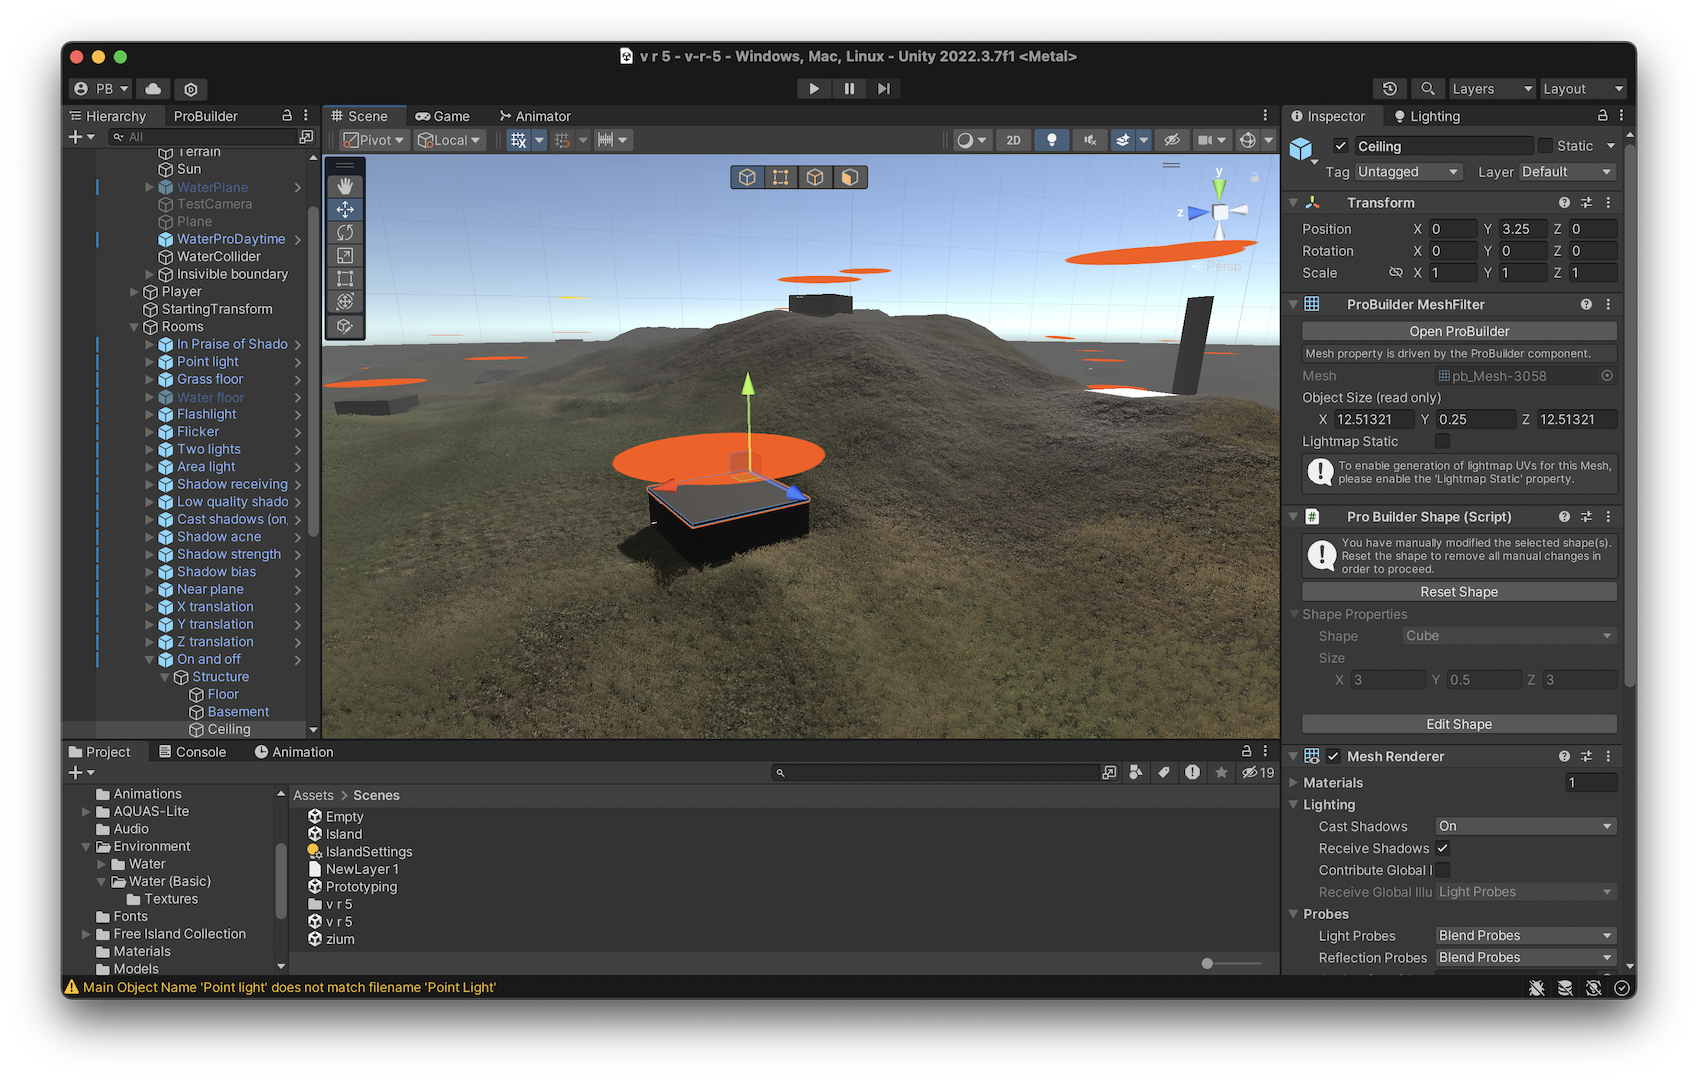 v r 5 - v-r-5 - Windows, Mac, Linux - Unity 2022.3.7f1 <Metal>
PB
Layers
Layout
Hierarchy
ProBuilder
All
Terrain
Sun
WaterPlane
TestCamera
Plane
WaterProDaytime
WaterCollider
Insivible boundary
Player
StartingTransform
Rooms
In Praise of Shado
Point light
Grass floor
Water floor
Flashlight
Flicker
Two lights
Area light
Shadow receiving
Low quality shado
Cast shadows (on,
Shadow acne
Shadow strength
Shadow bias
Near plane
X translation
Y translation
Z translation
On and off
Structure
Floor
Basement
Ceiling
Scene
Game
Animator
Pivot
Local
2D
y
z
< Persp
Inspector
Lighting
Ceiling
Static
Tag Untagged
Layer Default
Transform
Position X 0 Y 3.25 Z 0
Rotation X 0 Y 0 Z 0
Scale X 1 Y 1 Z 1
ProBuilder MeshFilter
Open ProBuilder
Mesh property is driven by the ProBuilder component.
Mesh pb_Mesh-3058
Object Size (read only)
X 12.51321 Y 0.25 Z 12.51321
Lightmap Static
To enable generation of lightmap UVs for this Mesh,
please enable the 'Lightmap Static' property.
Pro Builder Shape (Script)
You have manually modified the selected shape(s).
Reset the shape to remove all manual changes in
order to proceed.
Reset Shape
Shape Properties
Shape Cube
Size
X 3 Y 0.5 Z 3
Edit Shape
Mesh Renderer
Materials 1
Lighting
Cast Shadows On
Receive Shadows
Contribute Global I
Receive Global Illu Light Probes
Probes
Light Probes Blend Probes
Reflection Probes Blend Probes
Project
Console
Animation
19
Animations
AQUAS-Lite
Audio
Environment
Water
Water (Basic)
Textures
Fonts
Free Island Collection
Materials
Models
Assets > Scenes
Empty
Island
IslandSettings
NewLayer 1
Prototyping
v r 5
v r 5
zium
Main Object Name 'Point light' does not match filename 'Point Light'